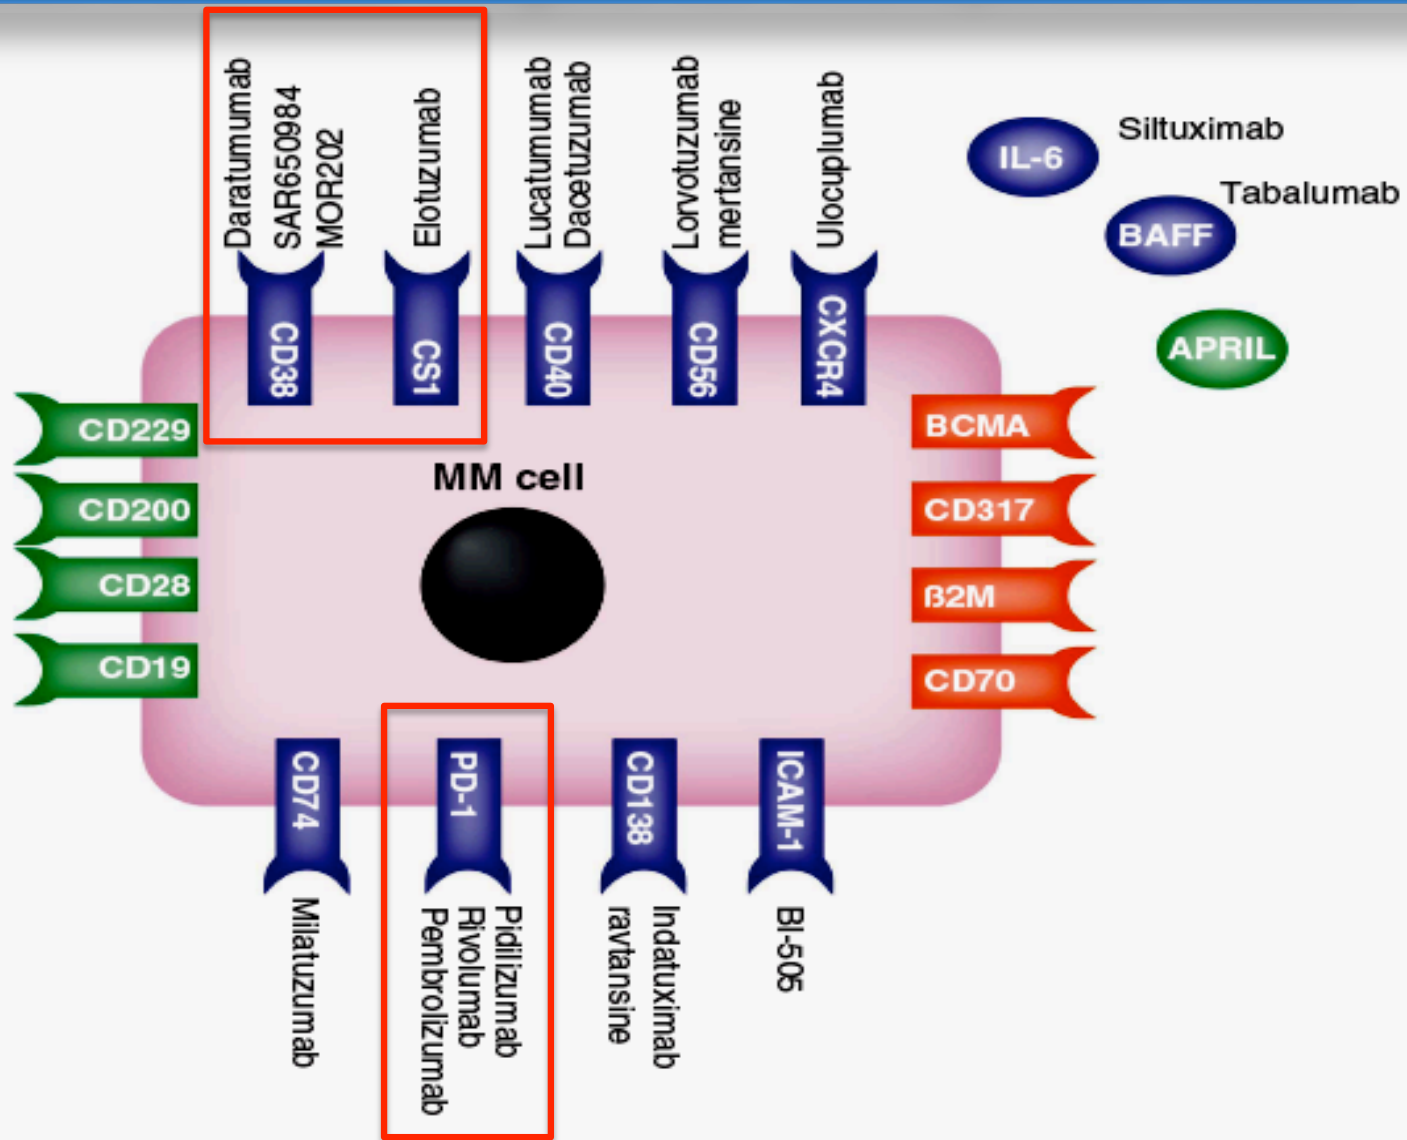 Daratumumab
SAR650984
MOR202
Elotuzumab
Lucatumumab
Dacetuzumab
Lorvotuzumab
mertansine
Ulocuplumab
IL-6
Siltuximab
Tabalumab
BAFF
APRIL
CD38
CS1
CD40
CD56
CXCR4
CD229
CD200
CD28
CD19
MM cell
BCMA
CD317
ß2M
CD70
CD74
PD-1
CD138
ICAM-1
Milatuzumab
Pidilizumab
Rivolumab
Pembrolizumab
Indatuximab
ravtansine
BI-505